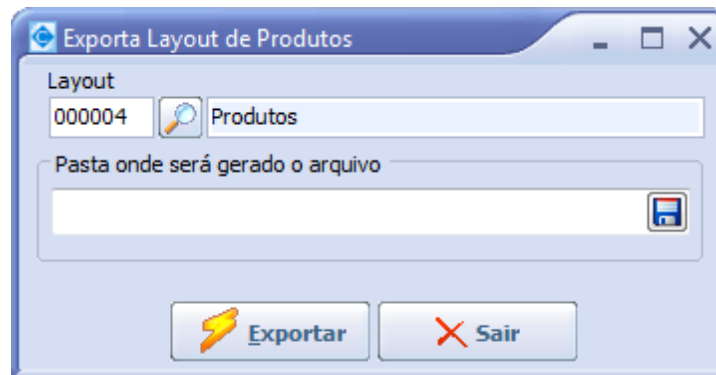 Exporta Layout de Produtos
Layout
000004 Produtos
Pasta onde será gerado o arquivo
Exportar Sair